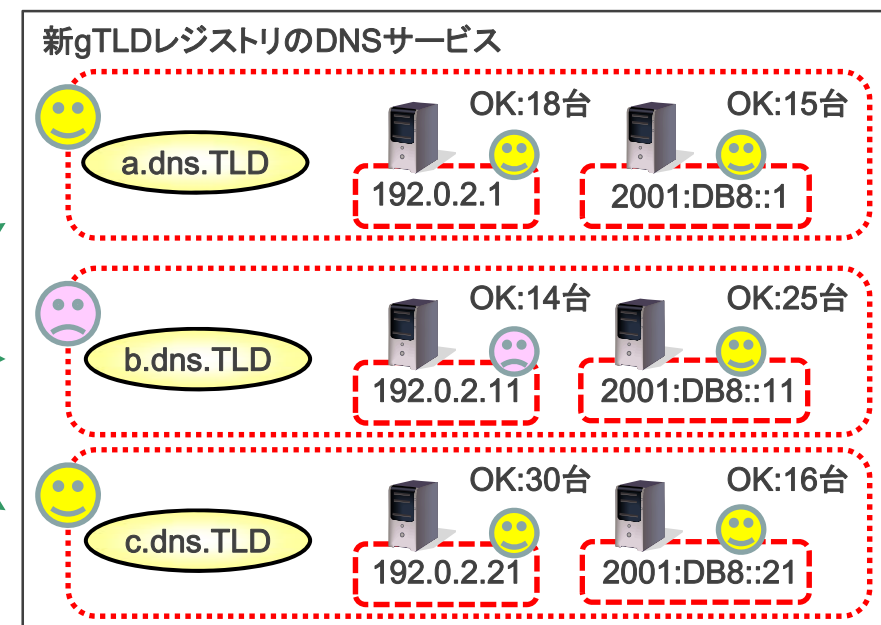 新gTLDレジストリのDNSサービス
OK:18台 OK:15台
a.dns.TLD
192.0.2.1 2001:DB8::1
OK:14台 OK:25台
b.dns.TLD
192.0.2.11 2001:DB8::11
OK:30台 OK:16台
c.dns.TLD
192.0.2.21 2001:DB8::21